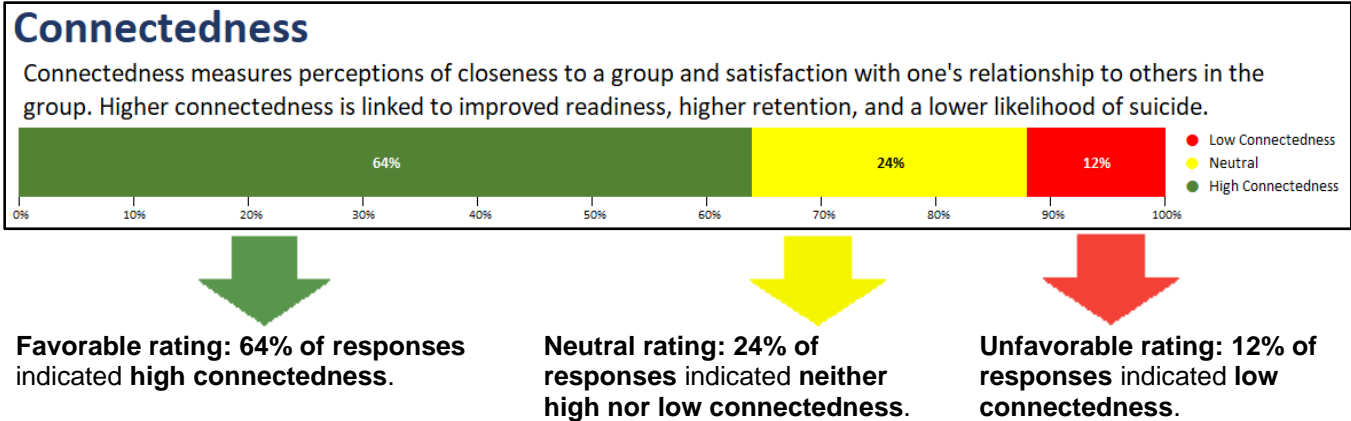 Connectedness
Connectedness measures perceptions of closeness to a group and satisfaction with one's relationship to others in the
group. Higher connectedness is linked to improved readiness, higher retention, and a lower likelihood of suicide.
64%
24%
12%
Low Connectedness
Neutral
High Connectedness
0%
10%
20%
30%
40%
50%
60%
70%
80%
90%
100%
Favorable rating: 64% of responses
indicated high connectedness.
Neutral rating: 24% of
responses indicated neither
high nor low connectedness.
Unfavorable rating: 12% of
responses indicated low
connectedness.